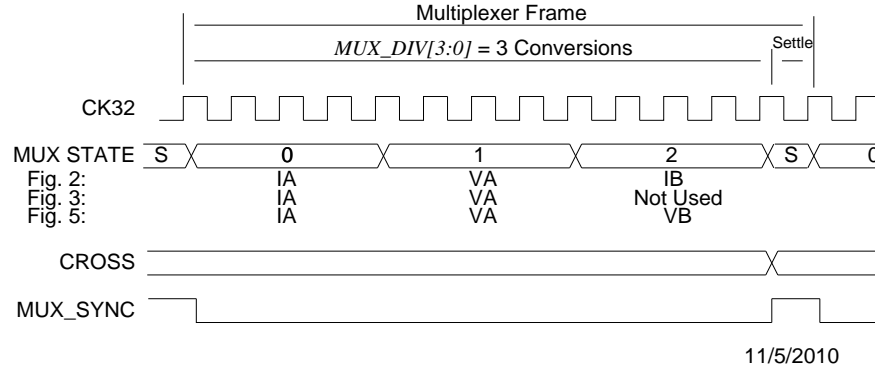 Multiplexer Frame
MUX_DIV[3:0] = 3 Conversions
Settle
CK32
MUX STATE S 0 1 2 S 0
Fig. 2: IA VA IB
Fig. 3: IA VA Not Used
Fig. 5: IA VA VB
CROSS
MUX_SYNC
11/5/2010